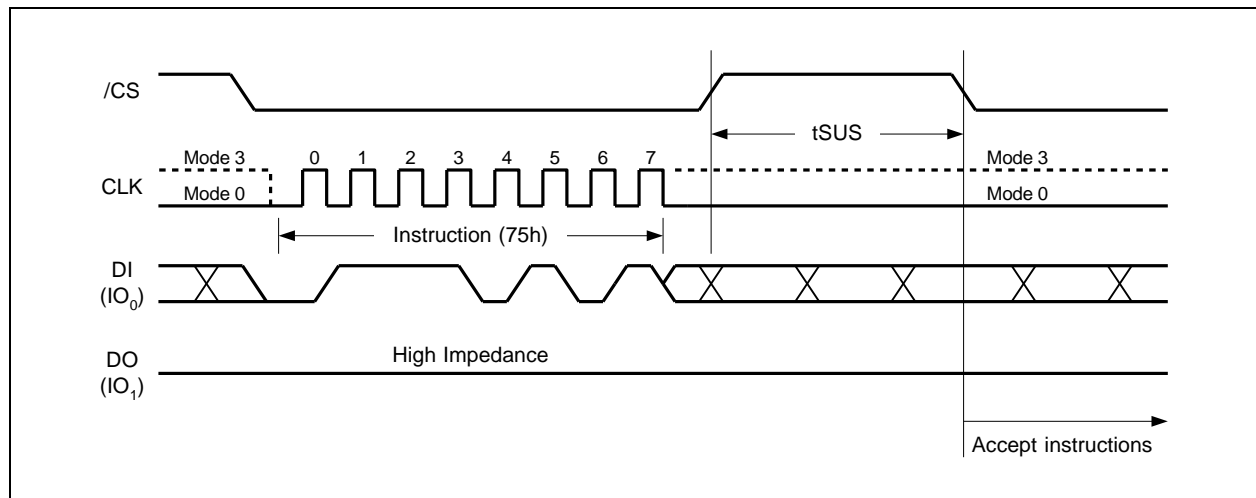 /CS
tSUS
Mode 3 0 1 2 3 4 5 6 7 Mode 3
CLK
Mode 0 Mode 0
Instruction (75h)
DI
(IO₀)
High Impedance
DO
(IO₁)
Accept instructions